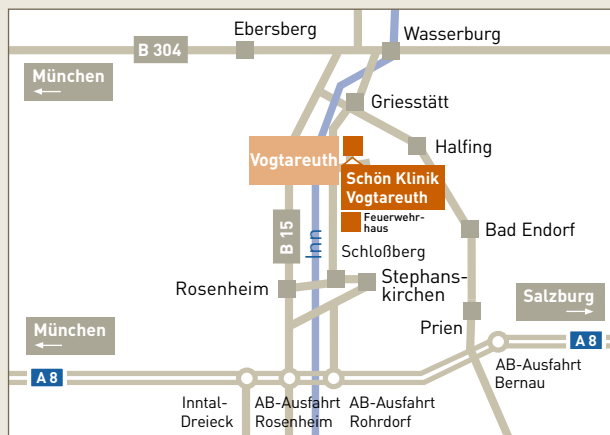 Ebersberg
Wasserburg
B 304
München
Griesstätt
Halfing
Vogtareuth
Schön Klinik
Vogtareuth
Feuerwehr-
haus
B 15
Inn
Bad Endorf
Schloßberg
Stephans-
kirchen
Rosenheim
Salzburg
Prien
München
A 8
A 8
AB-Ausfahrt
Bernau
Inntal-
Dreieck
AB-Ausfahrt
Rosenheim
AB-Ausfahrt
Rohrdorf